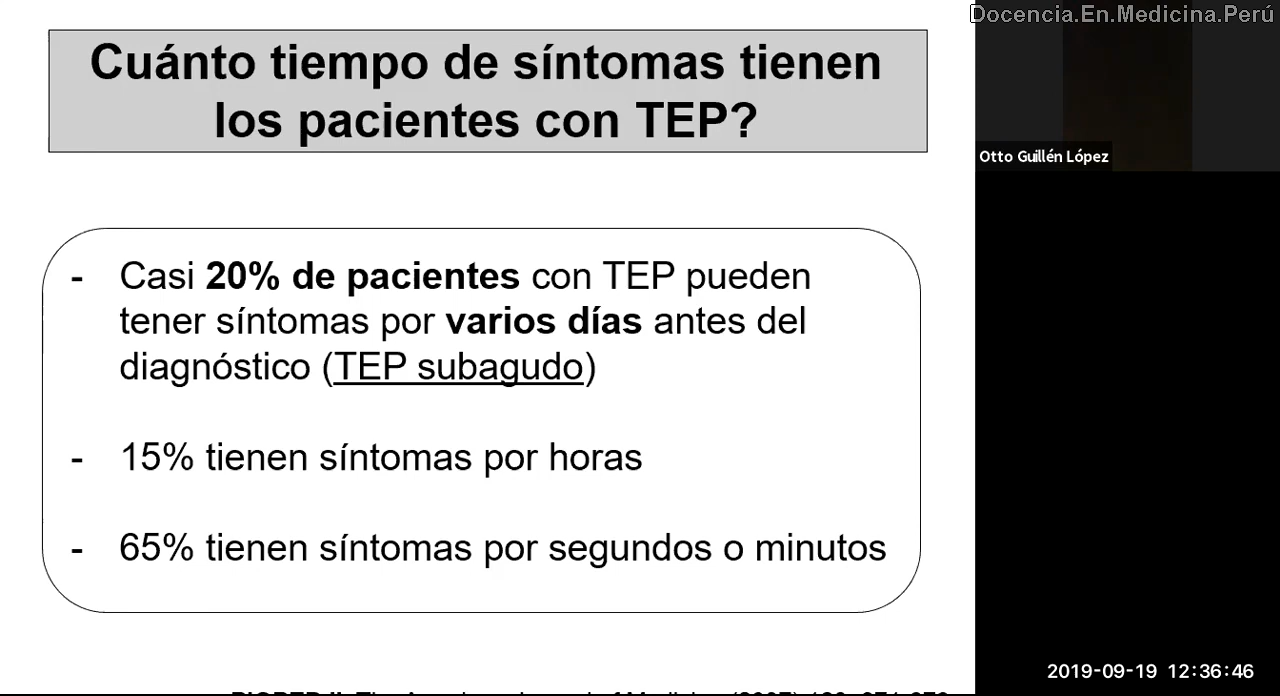 Docencia.En.Medicina.Perú
Cuánto tiempo de síntomas tienen
los pacientes con TEP?
Otto Guillén López
- Casi 20% de pacientes con TEP pueden
tener síntomas por varios días antes del
diagnóstico (TEP subagudo)
- 15% tienen síntomas por horas
- 65% tienen síntomas por segundos o minutos
2019-09-19 12:36:46